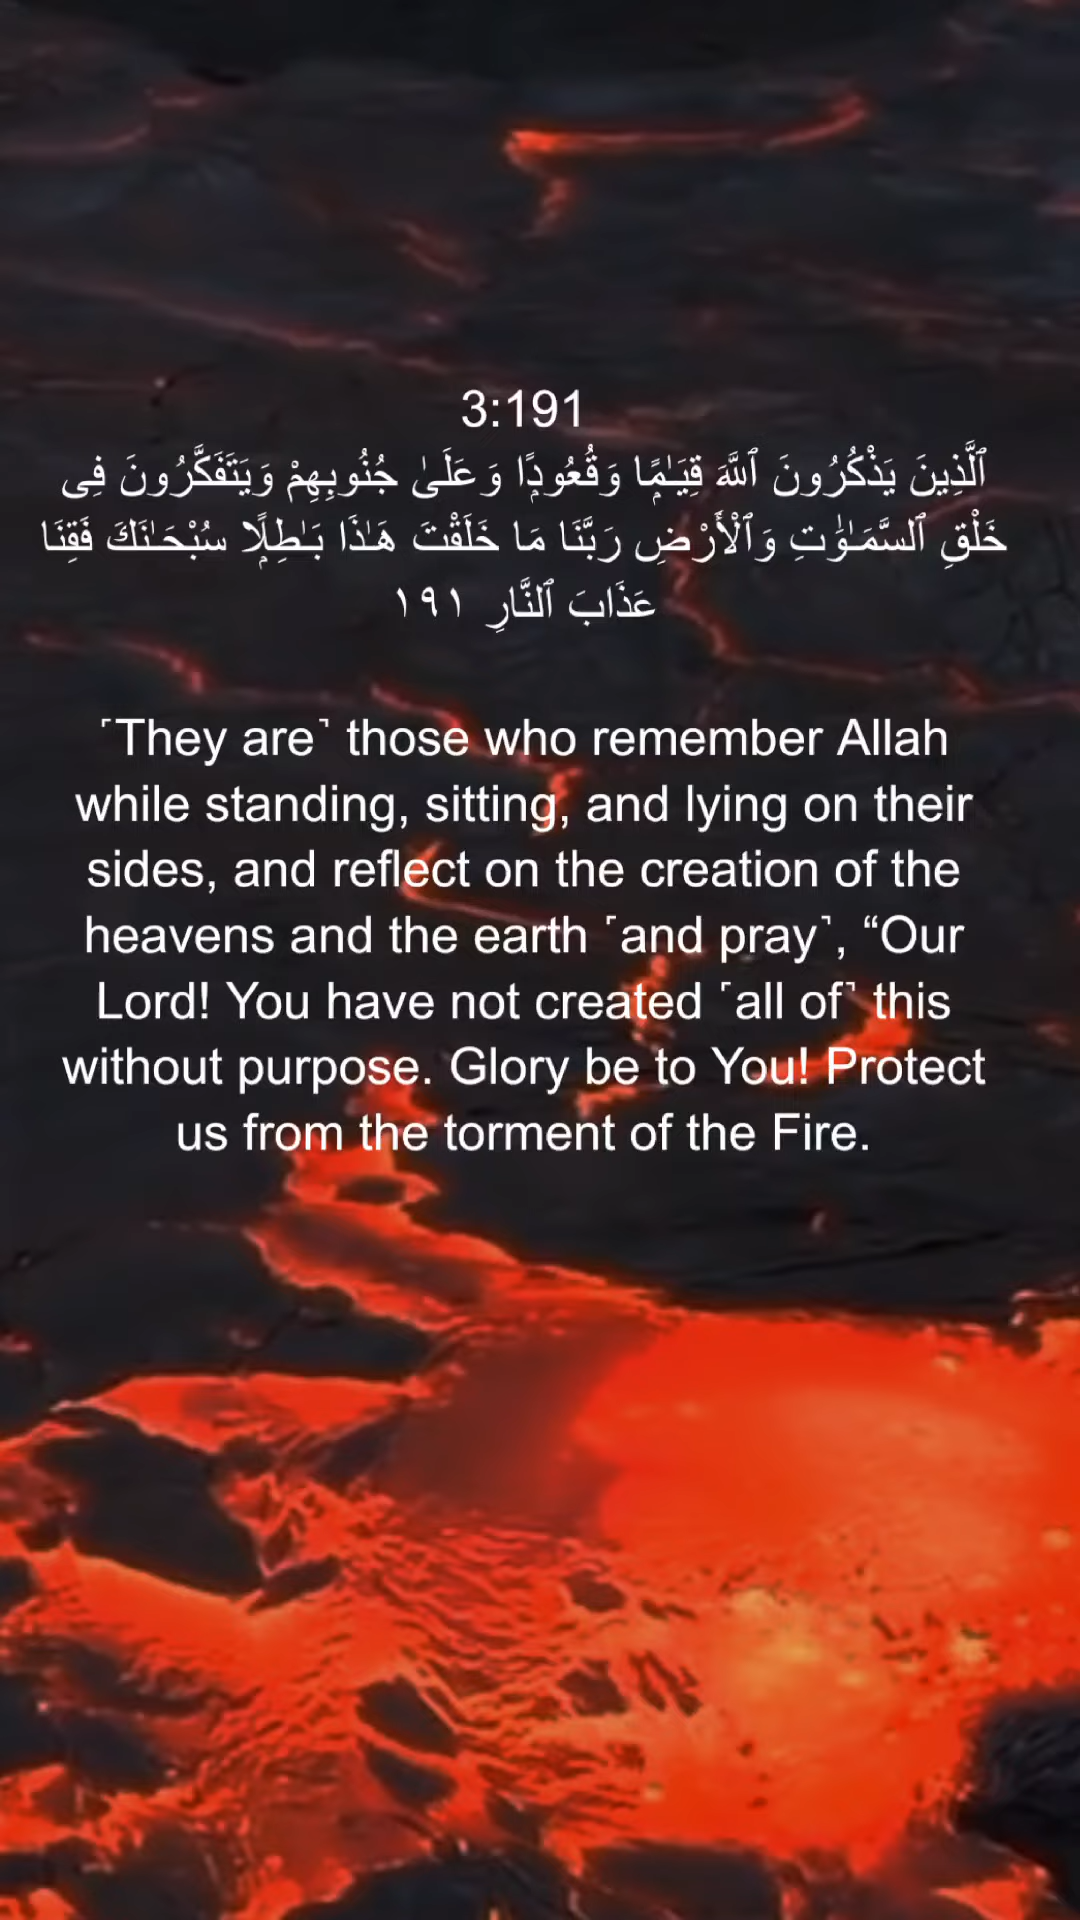 3:191
ٱلَّذِينَ يَذْكُرُونَ ٱللَّهَ قِيَـٰمًۭا وَقُعُودًۭا وَعَلَىٰ جُنُوبِهِمْ وَيَتَفَكَّرُونَ فِى
خَلْقِ ٱلسَّمَـٰوَٰتِ وَٱلْأَرْضِ رَبَّنَا مَا خَلَقْتَ هَـٰذَا بَـٰطِلًۭا سُبْحَـٰنَكَ فَقِنَا
عَذَابَ ٱلنَّارِ ١٩١
˹They are˺ those who remember Allah
while standing, sitting, and lying on their
sides, and reflect on the creation of the
heavens and the earth ˹and pray˺, “Our
Lord! You have not created ˹all of˺ this
without purpose. Glory be to You! Protect
us from the torment of the Fire.